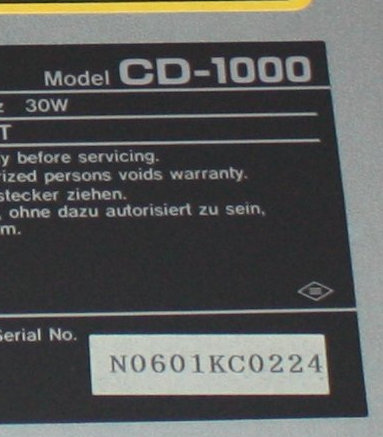 Model CD-1000
z 30W
T
y before servicing.
rized persons voids warranty.
stecker ziehen.
, ohne dazu autorisiert zu sein,
m.
Serial No.
N0601KC0224